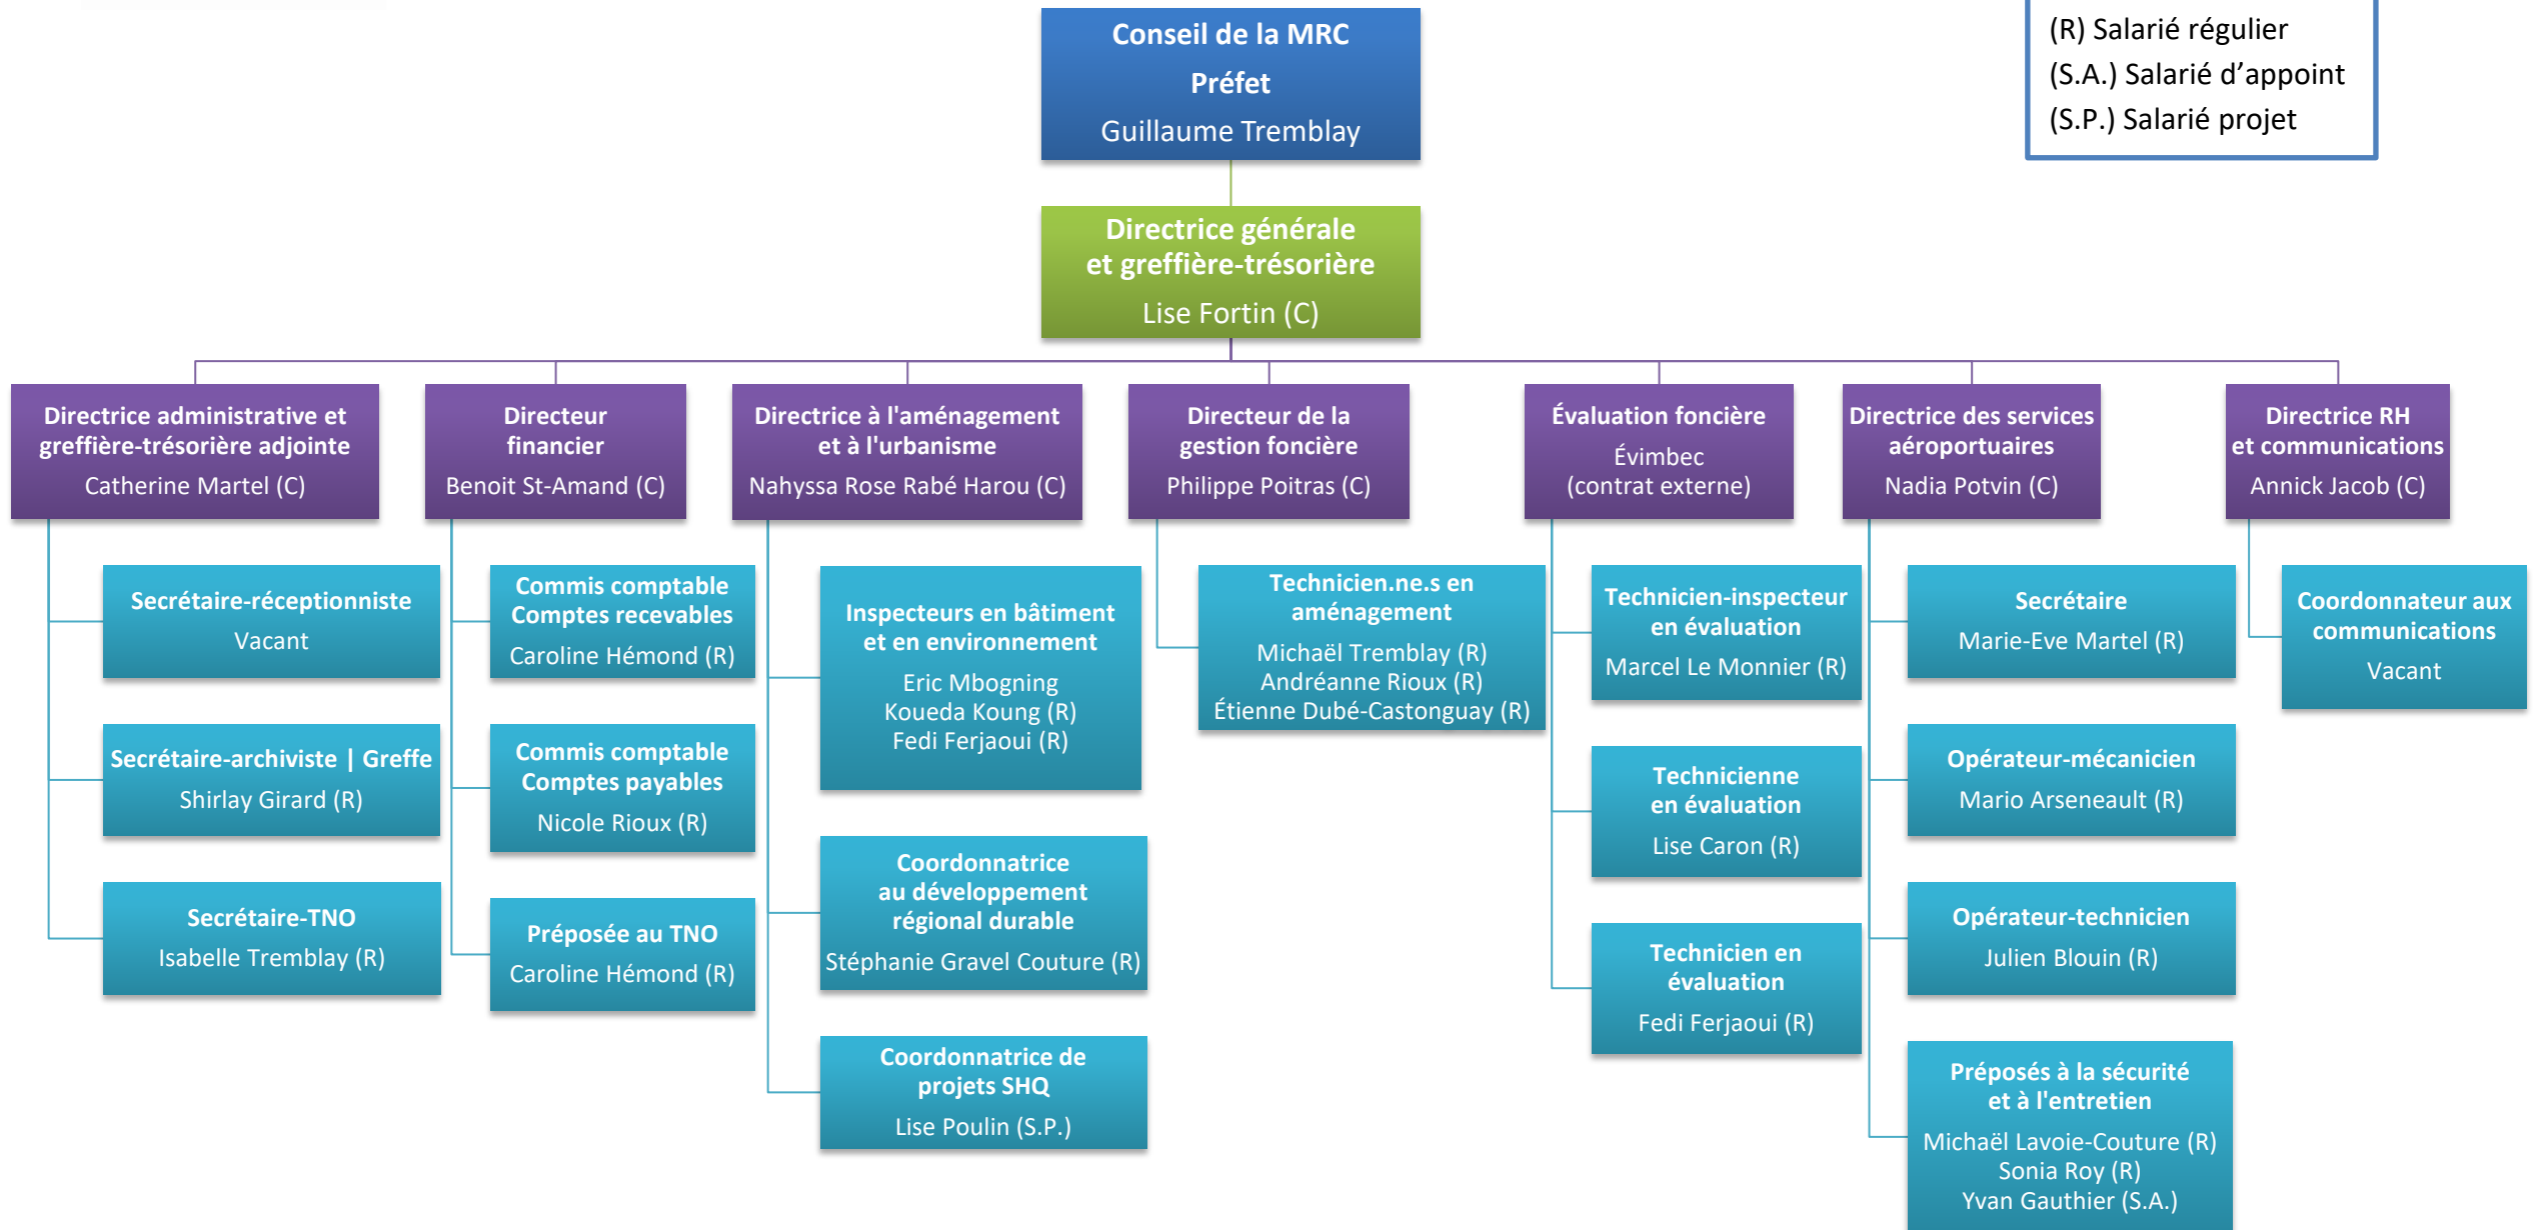 (R) Salarié régulier
(S.A.) Salarié d’appoint
(S.P.) Salarié projet
Conseil de la MRC
Préfet
Guillaume Tremblay
Directrice générale
et greffière-trésorière
Lise Fortin (C)
Directrice administrative et
greffière-trésorière adjointe
Catherine Martel (C)
Secrétaire-réceptionniste
Vacant
Secrétaire-archiviste | Greffe
Shirlay Girard (R)
Secrétaire-TNO
Isabelle Tremblay (R)
Directeur
financier
Benoit St-Amand (C)
Commis comptable
Comptes recevables
Caroline Hémond (R)
Commis comptable
Comptes payables
Nicole Rioux (R)
Préposée au TNO
Caroline Hémond (R)
Directrice à l'aménagement
et à l'urbanisme
Nahyssa Rose Rabé Harou (C)
Inspecteurs en bâtiment
et en environnement
Eric Mbogning
Koueda Koung (R)
Fedi Ferjaoui (R)
Coordonnatrice
au développement
régional durable
Stéphanie Gravel Couture (R)
Coordonnatrice de
projets SHQ
Lise Poulin (S.P.)
Directeur de la
gestion foncière
Philippe Poitras (C)
Technicien.ne.s en
aménagement
Michaël Tremblay (R)
Andréanne Rioux (R)
Étienne Dubé-Castonguay (R)
Évaluation foncière
Évimbec
(contrat externe)
Technicien-inspecteur
en évaluation
Marcel Le Monnier (R)
Technicienne
en évaluation
Lise Caron (R)
Technicien en
évaluation
Fedi Ferjaoui (R)
Directrice des services
aéroportuaires
Nadia Potvin (C)
Secrétaire
Marie-Eve Martel (R)
Opérateur-mécanicien
Mario Arseneault (R)
Opérateur-technicien
Julien Blouin (R)
Préposés à la sécurité
et à l'entretien
Michaël Lavoie-Couture (R)
Sonia Roy (R)
Yvan Gauthier (S.A.)
Directrice RH
et communications
Annick Jacob (C)
Coordonnateur aux
communications
Vacant